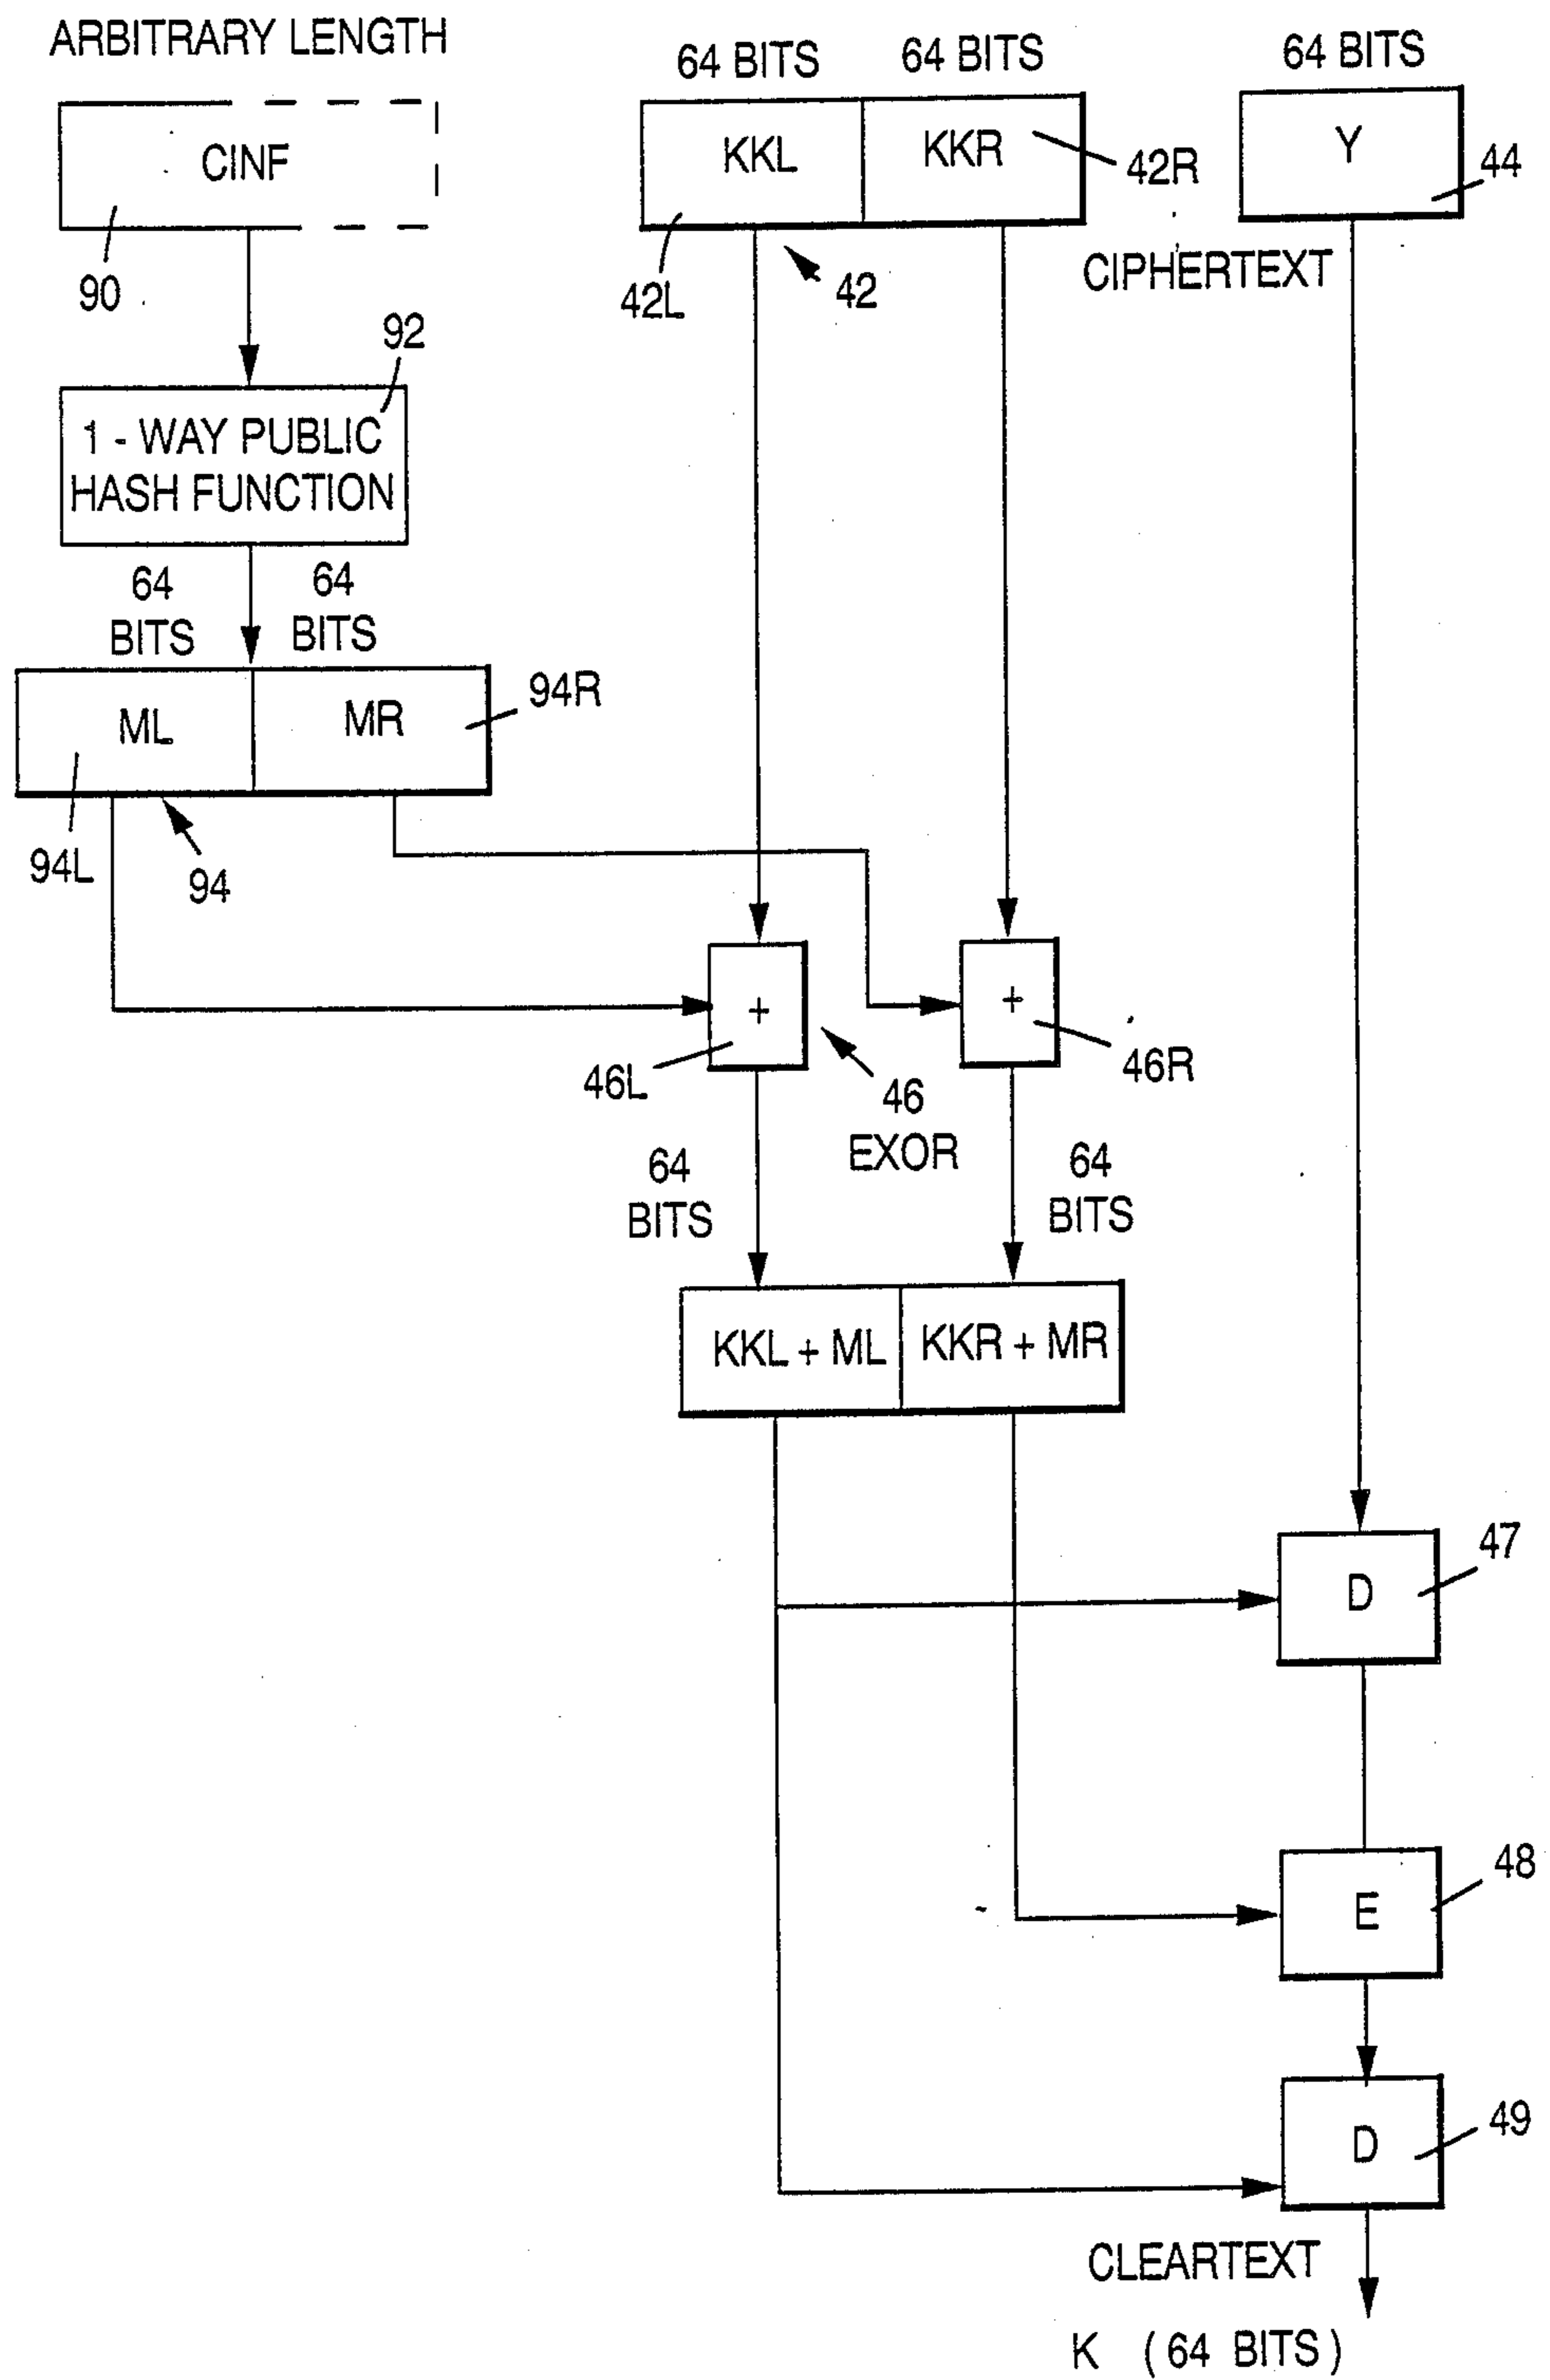 ARBITRARY LENGTH
64 BITS
64 BITS
64 BITS
CINF
KKL
KKR
Y
42R
44
90
42L
42
CIPHERTEXT
92
1 - WAY PUBLIC
HASH FUNCTION
64
BITS
64
BITS
ML
MR
94R
94L
94
+
+
46L
46
EXOR
46R
64
BITS
64
BITS
KKL + ML
KKR + MR
47
D
48
E
49
D
CLEARTEXT
K (64 BITS)